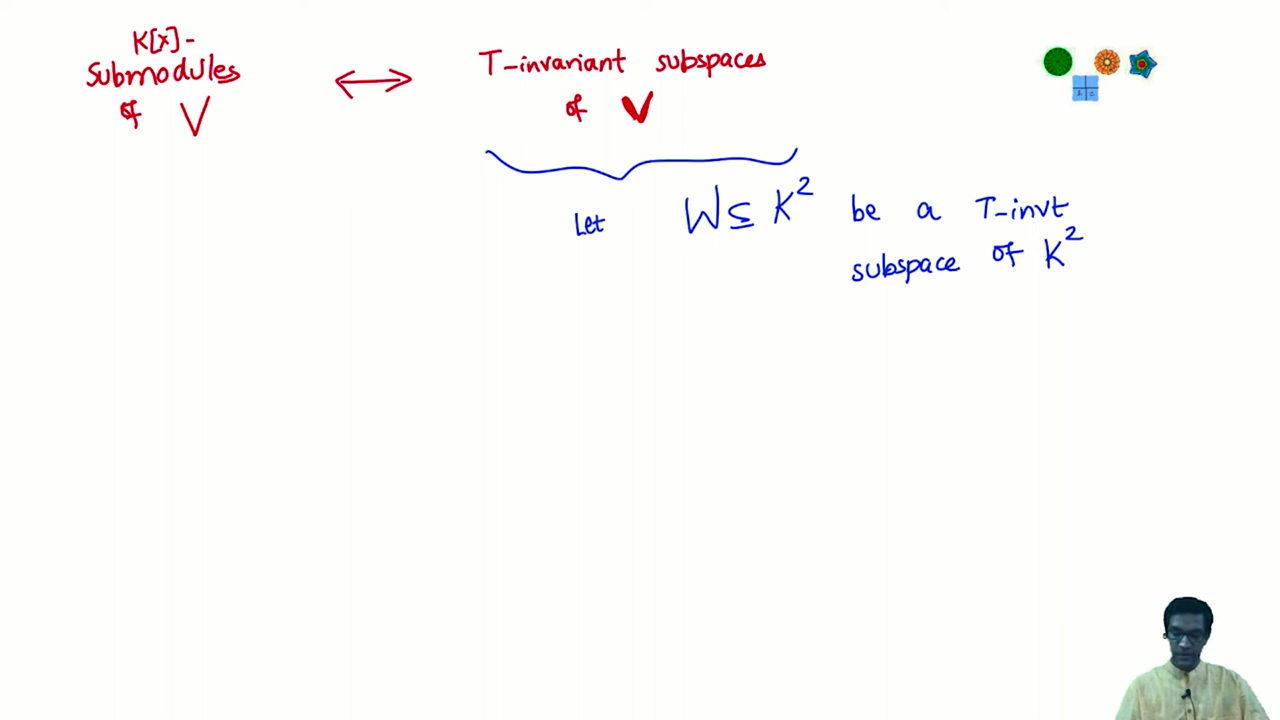 K[x]-
Submodules
of V
↔
T-invariant subspaces
of V
Let W ⊆ K² be a T-invt
subspace of K²